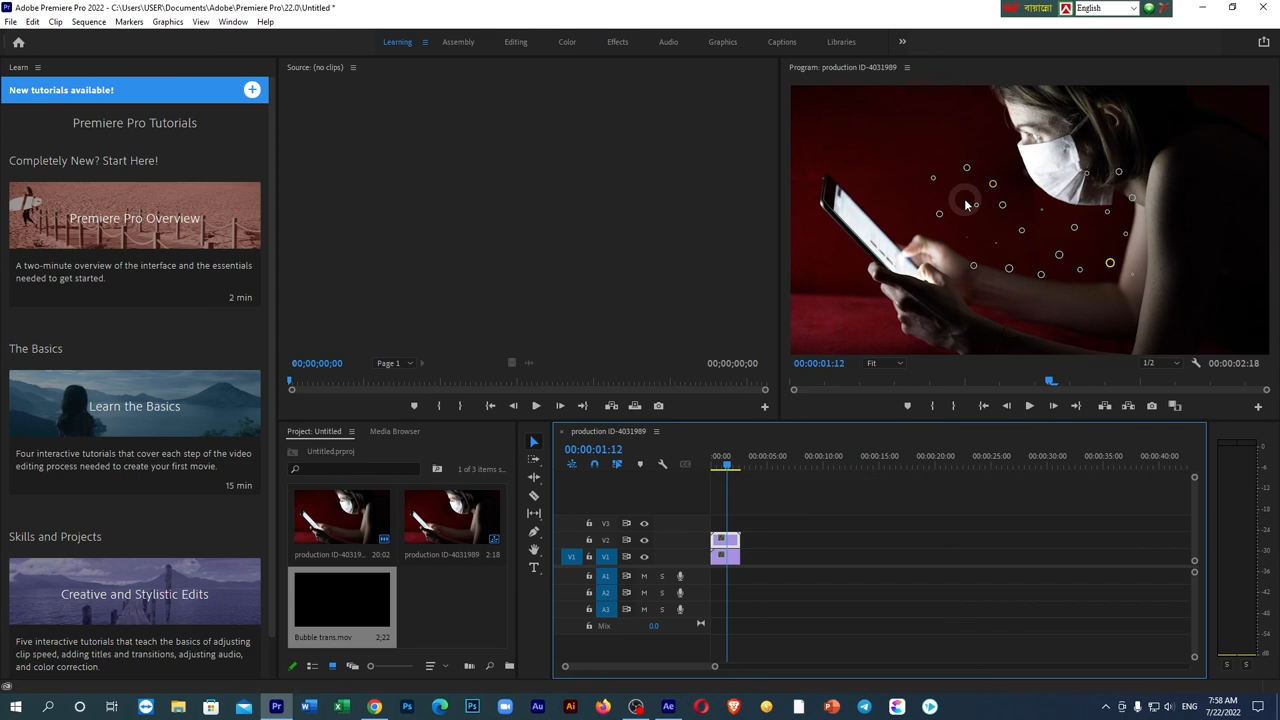 Adobe Premiere Pro 2022 - C:\Users\USER\Documents\Adobe\Premiere Pro\22.0\Untitled *
বায়ান্নো English
File Edit Clip Sequence Markers Graphics View Window Help
Learning Assembly Editing Color Effects Audio Graphics Captions Libraries
Learn
Source: (no clips)
Program: production ID-4031989
New tutorials available!
Premiere Pro Tutorials
Completely New? Start Here!
Premiere Pro Overview
A two-minute overview of the interface and the essentials
needed to get started.
2 min
The Basics
Learn the Basics
Four interactive tutorials that cover each step of the video
editing process needed to create your first movie.
15 min
Skills and Projects
Creative and Stylistic Edits
Five interactive tutorials that teach the basics of adjusting
clip speed, adding titles and transitions, adjusting audio,
and color correction.
00;00;00;00 Page 1 00;00;00;00
00:00:01:12 Fit 1/2 00:00:02:18
Project: Untitled Media Browser
Untitled.prproj
1 of 3 items s...
production ID-40319... 20:02
production ID-4031989 2:18
Bubble trans.mov 2;22
production ID-4031989
00:00:01:12
:00:00 00:00:05:00 00:00:10:00 00:00:15:00 00:00:20:00 00:00:25:00 00:00:30:00 00:00:35:00 00:00:40:00
V3
V2
V1 V1
A1 M S
A2 M S
A3 M S
Mix 0.0
0
-6
-12
-18
-24
-30
-36
-42
-48
-54
dB
S S
7:58 AM
7/22/2022